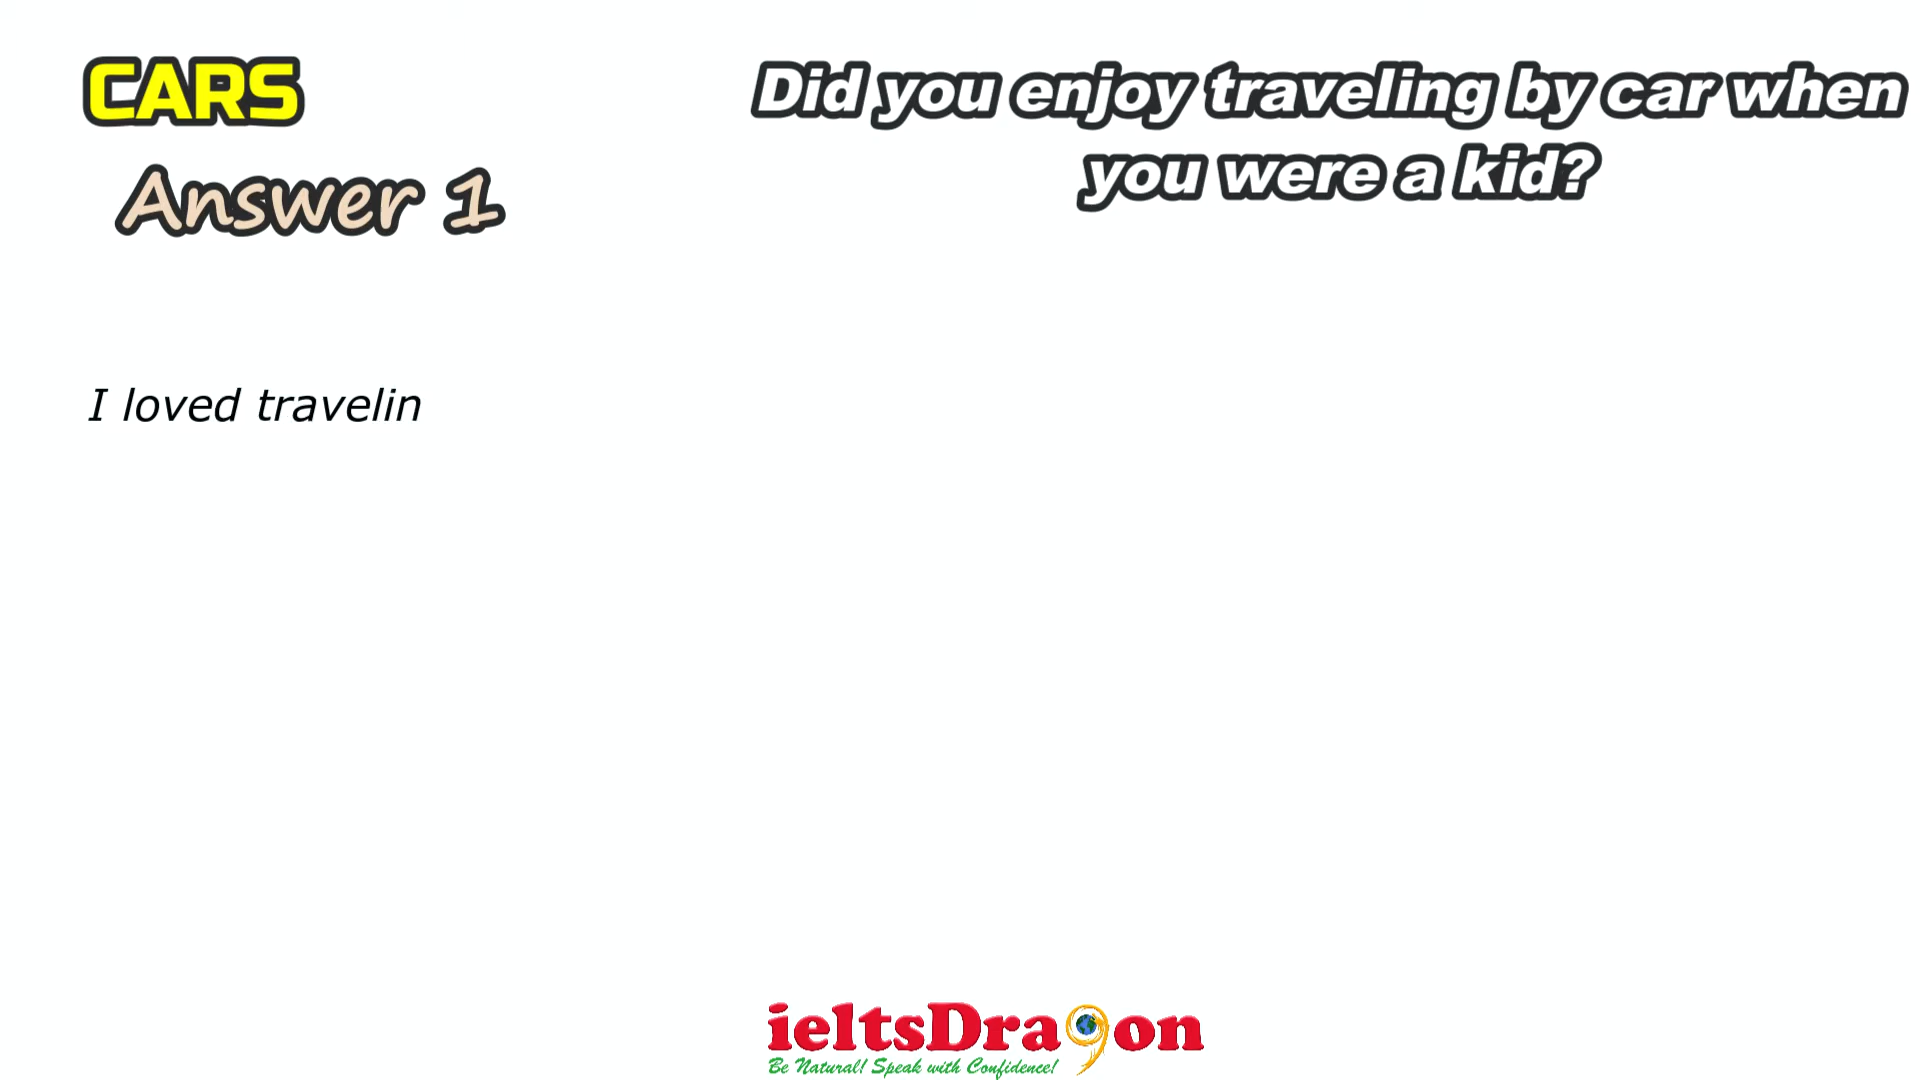 CARS
Did you enjoy traveling by car when
you were a kid?
Answer 1
I loved travelin
ieltsDra9on
Be Natural! Speak with Confidence!